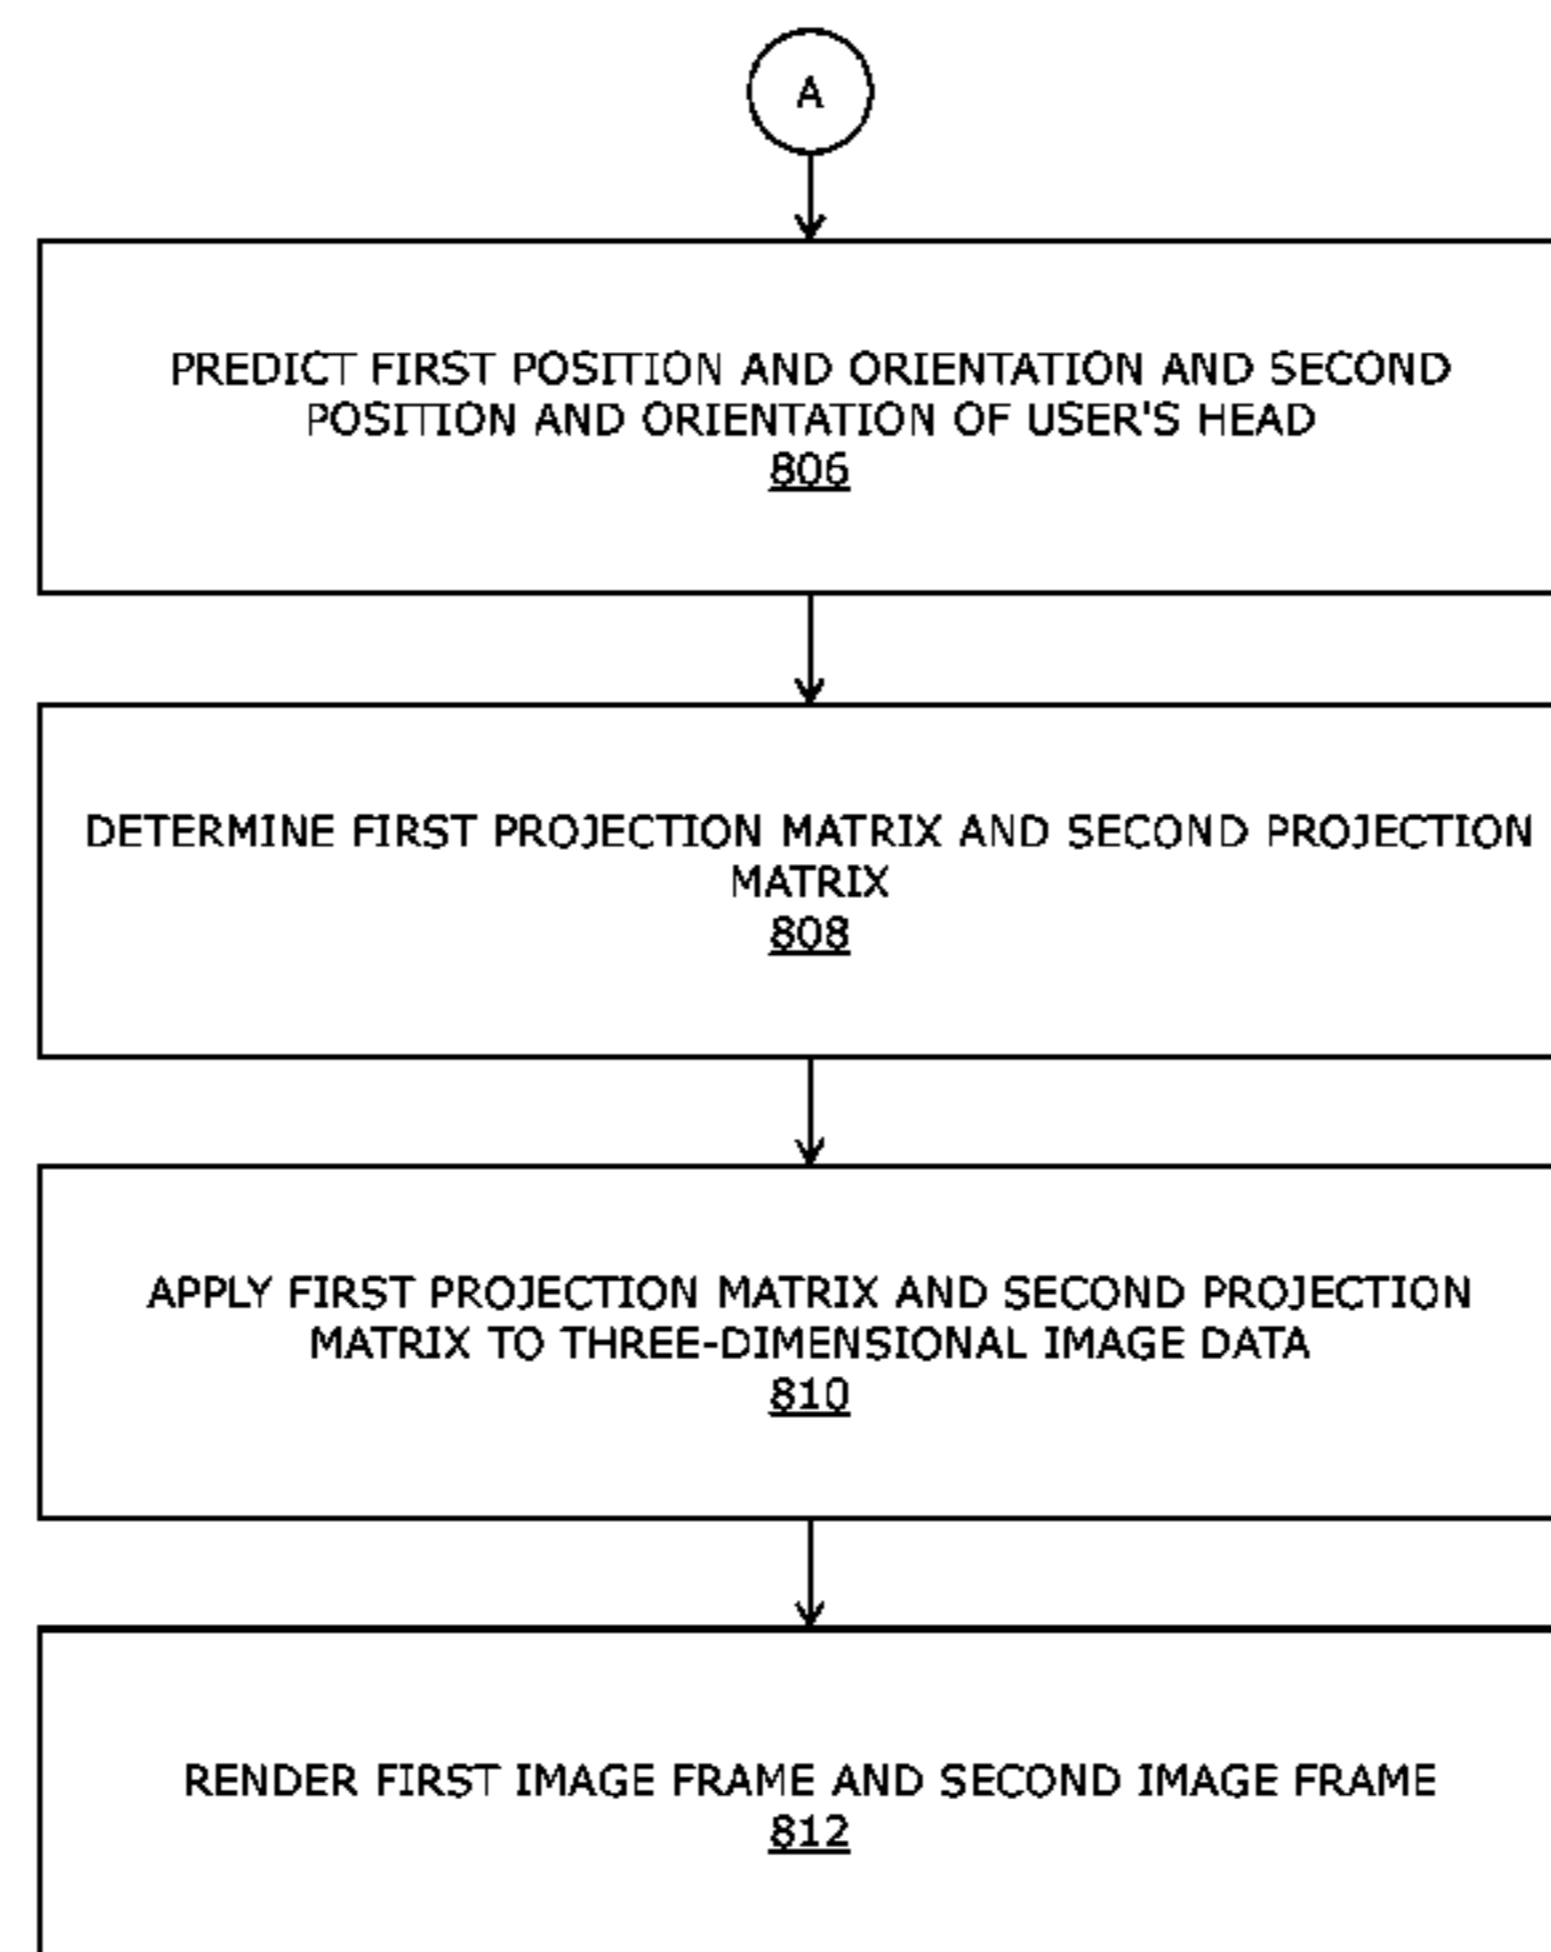 A
PREDICT FIRST POSITION AND ORIENTATION AND SECOND
POSITION AND ORIENTATION OF USER'S HEAD
806
DETERMINE FIRST PROJECTION MATRIX AND SECOND PROJECTION
MATRIX
808
APPLY FIRST PROJECTION MATRIX AND SECOND PROJECTION
MATRIX TO THREE-DIMENSIONAL IMAGE DATA
810
RENDER FIRST IMAGE FRAME AND SECOND IMAGE FRAME
812